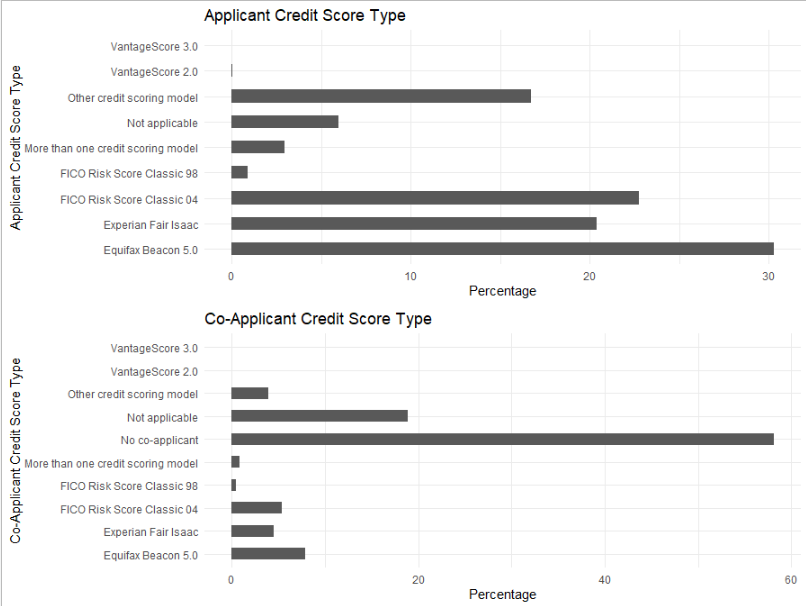 Applicant Credit Score Type
Applicant Credit Score Type
VantageScore 3.0
VantageScore 2.0
Other credit scoring model
Not applicable
More than one credit scoring model
FICO Risk Score Classic 98
FICO Risk Score Classic 04
Experian Fair Isaac
Equifax Beacon 5.0
0 10 20 30
Percentage
Co-Applicant Credit Score Type
Co-Applicant Credit Score Type
VantageScore 3.0
VantageScore 2.0
Other credit scoring model
Not applicable
No co-applicant
More than one credit scoring model
FICO Risk Score Classic 98
FICO Risk Score Classic 04
Experian Fair Isaac
Equifax Beacon 5.0
0 20 40 60
Percentage